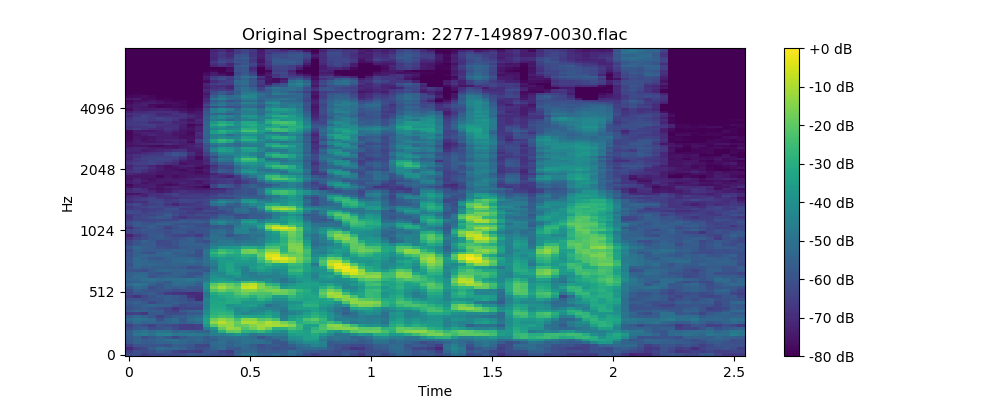 Original Spectrogram: 2277-149897-0030.flac
Hz
4096
2048
1024
512
0
0 0.5 1 1.5 2 2.5
Time
+0 dB
-10 dB
-20 dB
-30 dB
-40 dB
-50 dB
-60 dB
-70 dB
-80 dB